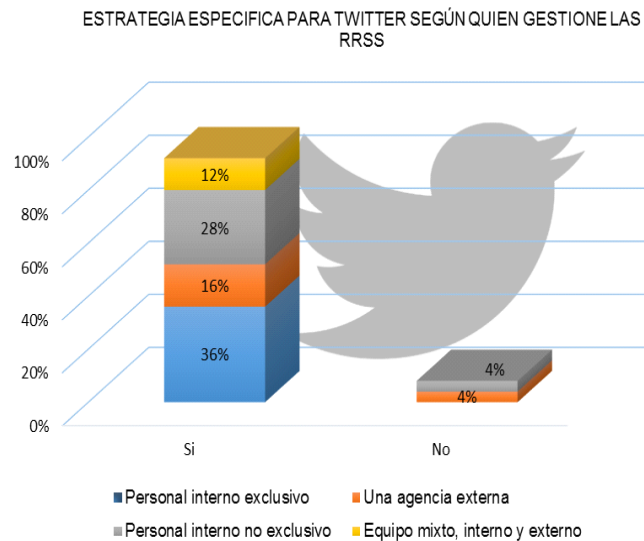 ESTRATEGIA ESPECIFICA PARA TWITTER SEGÚN QUIEN GESTIONE LAS
RRSS
100%
80%
60%
40%
20%
0%
12%
28%
16%
36%
4%
4%
Si
No
Personal interno exclusivo
Una agencia externa
Personal interno no exclusivo
Equipo mixto, interno y externo